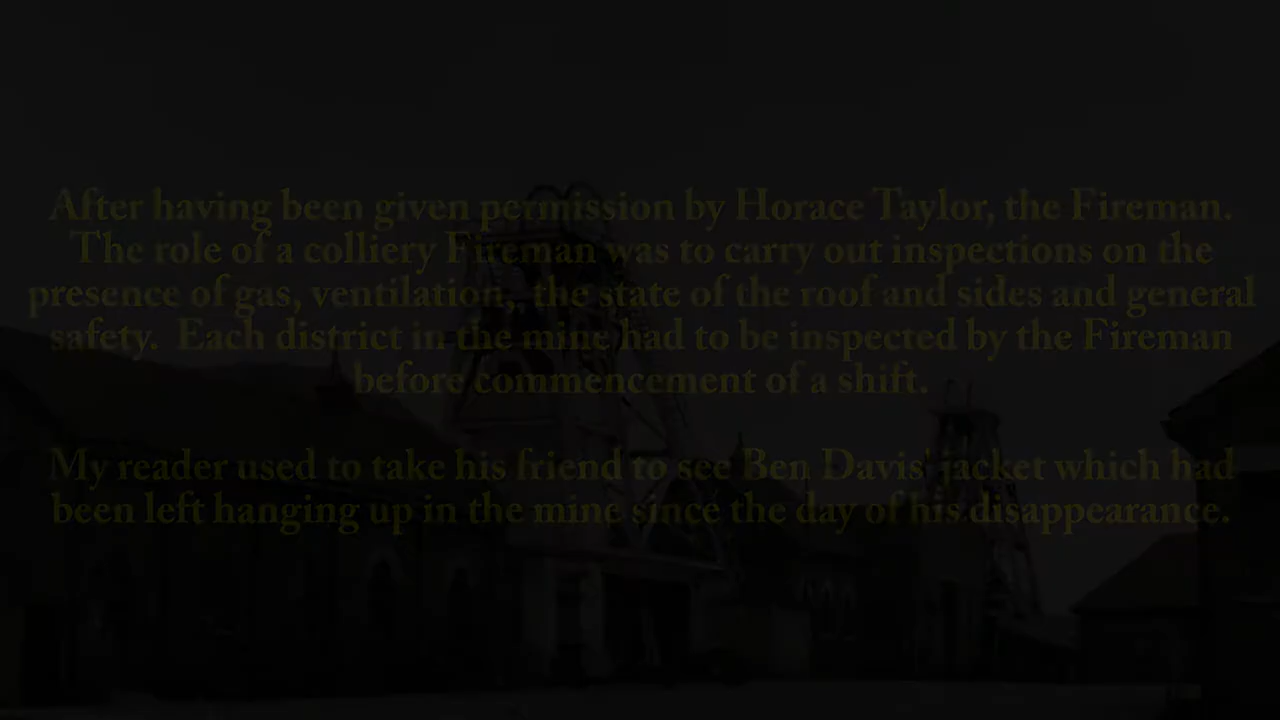 After having been given permission by Horace Taylor, the Fireman.
The role of a colliery Fireman was to carry out inspections on the
presence of gas, ventilation, the state of the roof and sides and general
safety. Each district in the mine had to be inspected by the Fireman
before commencement of a shift.
My reader used to take his friend to see Ben Davis' jacket which had
been left hanging up in the mine since the day of his disappearance.